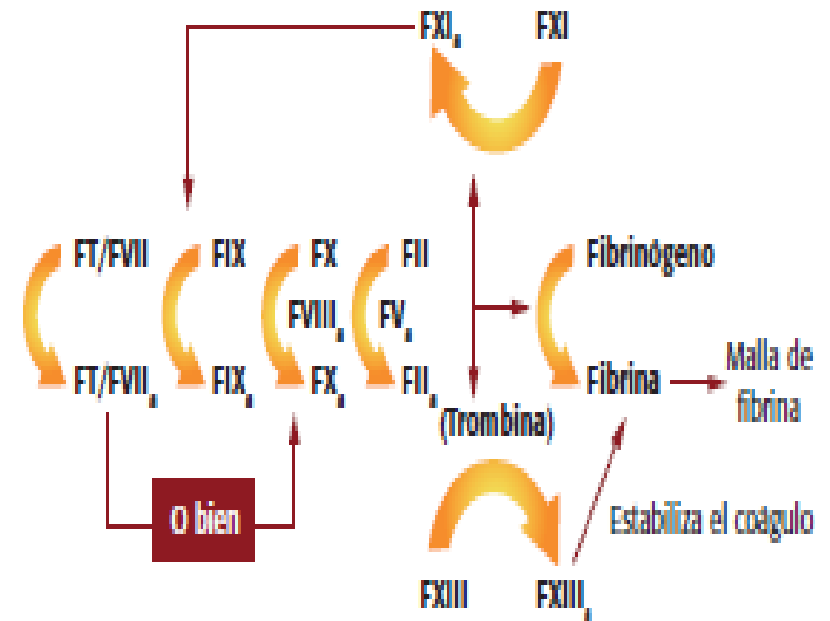 FXIa FXI
FT/FVII FIX FX FII Fibrinógeno
FVIIIa FVa
FT/FVIIa FIXa FXa FIIa Fibrina
Malla de
fibrina
(Trombina)
O bien
Estabiliza el coágulo
FXIII FXIIIa